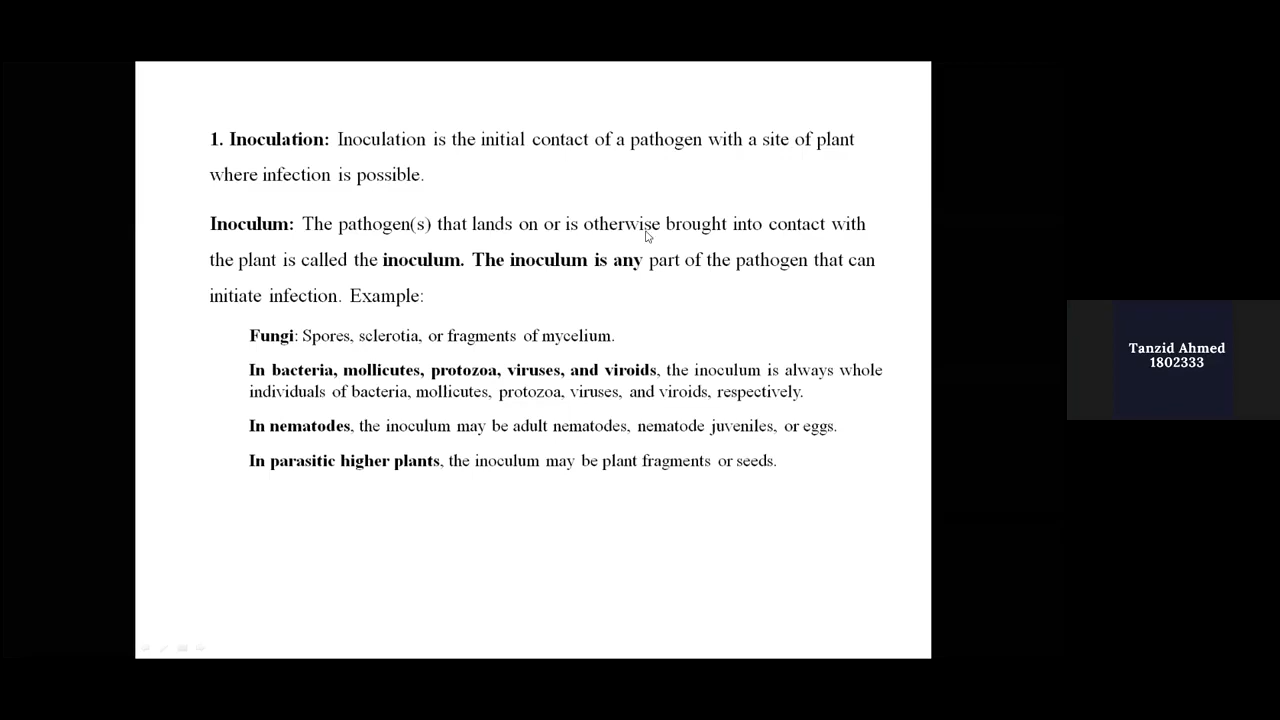 1. Inoculation: Inoculation is the initial contact of a pathogen with a site of plant
where infection is possible.
Inoculum: The pathogen(s) that lands on or is otherwise brought into contact with
the plant is called the inoculum. The inoculum is any part of the pathogen that can
initiate infection. Example:
Fungi: Spores, sclerotia, or fragments of mycelium.
In bacteria, mollicutes, protozoa, viruses, and viroids, the inoculum is always whole
individuals of bacteria, mollicutes, protozoa, viruses, and viroids, respectively.
In nematodes, the inoculum may be adult nematodes, nematode juveniles, or eggs.
In parasitic higher plants, the inoculum may be plant fragments or seeds.
Tanzid Ahmed
1802333